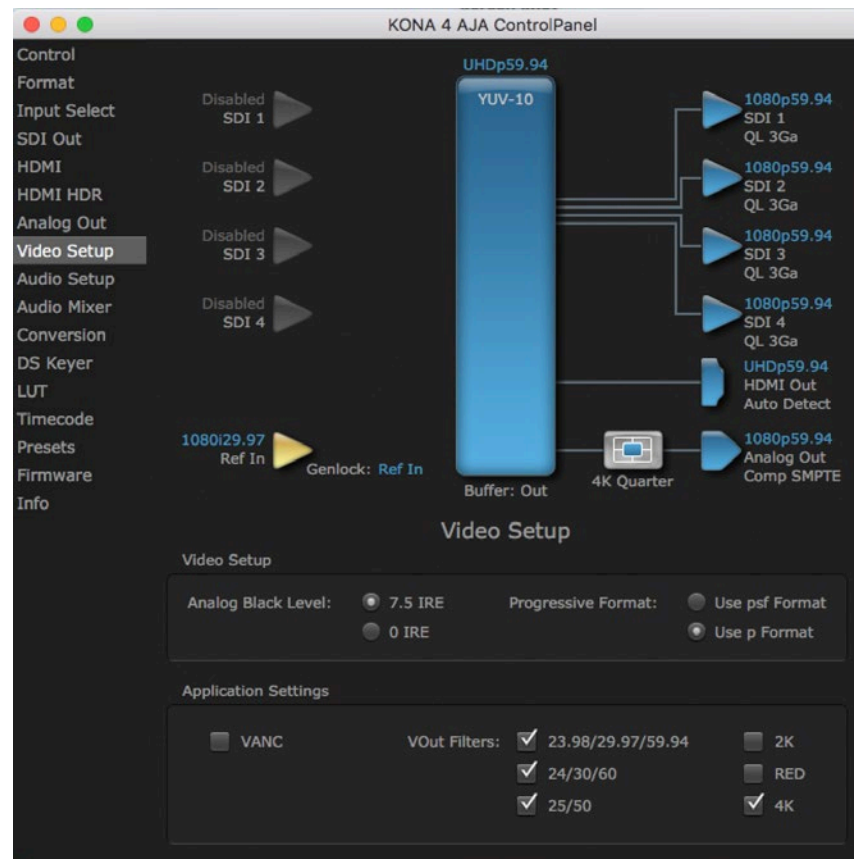 KONA 4 AJA ControlPanel
Control
Format
Input Select
SDI Out
HDMI
HDMI HDR
Analog Out
Video Setup
Audio Setup
Audio Mixer
Conversion
DS Keyer
LUT
Timecode
Presets
Firmware
Info
Disabled
SDI 1
Disabled
SDI 2
Disabled
SDI 3
Disabled
SDI 4
1080i29.97
Ref In
Genlock: Ref In
UHDp59.94
YUV-10
Buffer: Out
4K Quarter
1080p59.94
SDI 1
QL 3Ga
1080p59.94
SDI 2
QL 3Ga
1080p59.94
SDI 3
QL 3Ga
1080p59.94
SDI 4
QL 3Ga
UHDp59.94
HDMI Out
Auto Detect
1080p59.94
Analog Out
Comp SMPTE
Video Setup
Video Setup
Analog Black Level: 7.5 IRE Progressive Format: Use psf Format
0 IRE Use p Format
Application Settings
VANC VOut Filters: 23.98/29.97/59.94 2K
24/30/60 RED
25/50 4K